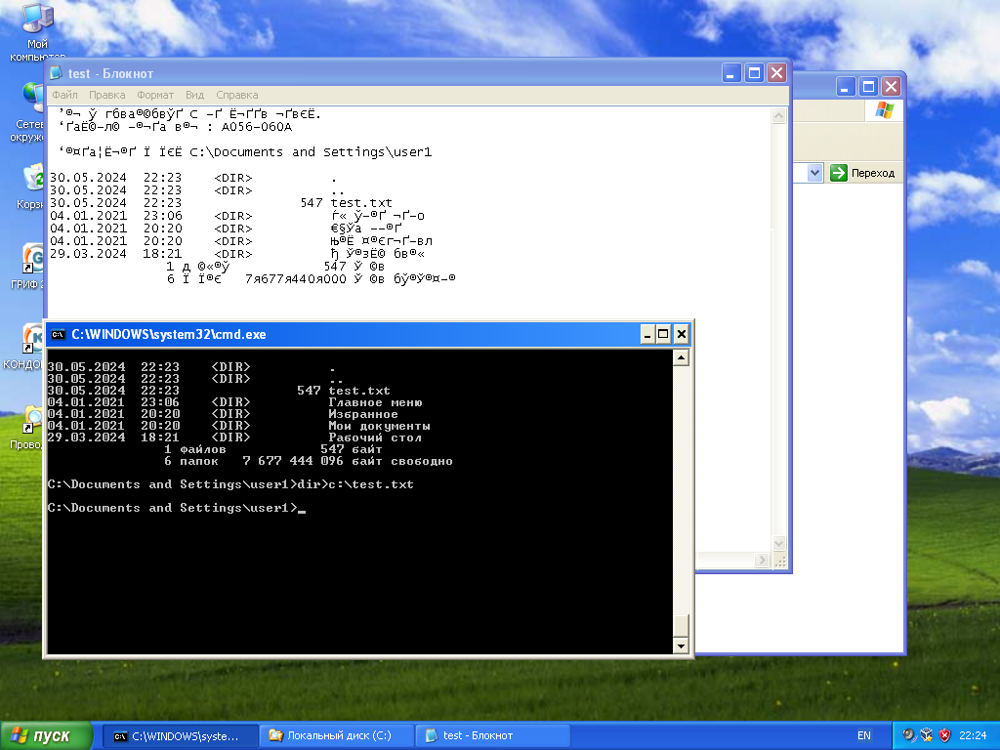 Мой
компьютер
test - Блокнот
Файл Правка Формат Вид Справка
’®¬ ў гбва®©бвўҐ C -Ґ Ё¬ҐҐв ¬ҐвЄЁ.
‘ҐаЁ©-л© -®¬Ґа в®¬ : A056-060A
‘®¤Ґа¦Ё¬®Ґ Ї ЇЄЁ C:\Documents and Settings\user1
30.05.2024 22:23 <DIR> .
30.05.2024 22:23 <DIR> ..
30.05.2024 22:23 547 test.txt
04.01.2021 23:06 <DIR> ѓ« ў-®Ґ ¬Ґ-о
04.01.2021 20:20 <DIR> €§Ўа --®Ґ
04.01.2021 20:20 <DIR> Њ®Ё ¤®Єг¬Ґ-вл
29.03.2024 18:21 <DIR> ђ Ў®зЁ© бв®«
1 д ©«®ў 547 Ў ©в
6 Ї Ї®Є 7я677я440я000 Ў ©в бў®Ў®¤-®
Переход
Сетевое
Корз
ГРИФ 2
КОНДО
Прово
C:\WINDOWS\system32\cmd.exe
30.05.2024 22:23 <DIR> .
30.05.2024 22:23 <DIR> ..
30.05.2024 22:23 547 test.txt
04.01.2021 23:06 <DIR> Главное меню
04.01.2021 20:20 <DIR> Избранное
04.01.2021 20:20 <DIR> Мои документы
29.03.2024 18:21 <DIR> Рабочий стол
1 файлов 547 байт
6 папок 7 677 444 096 байт свободно
C:\Documents and Settings\user1>dir>c:\test.txt
C:\Documents and Settings\user1>_
пуск
C:\WINDOWS\syste...
Локальный диск (C:)
test - Блокнот
EN
22:24